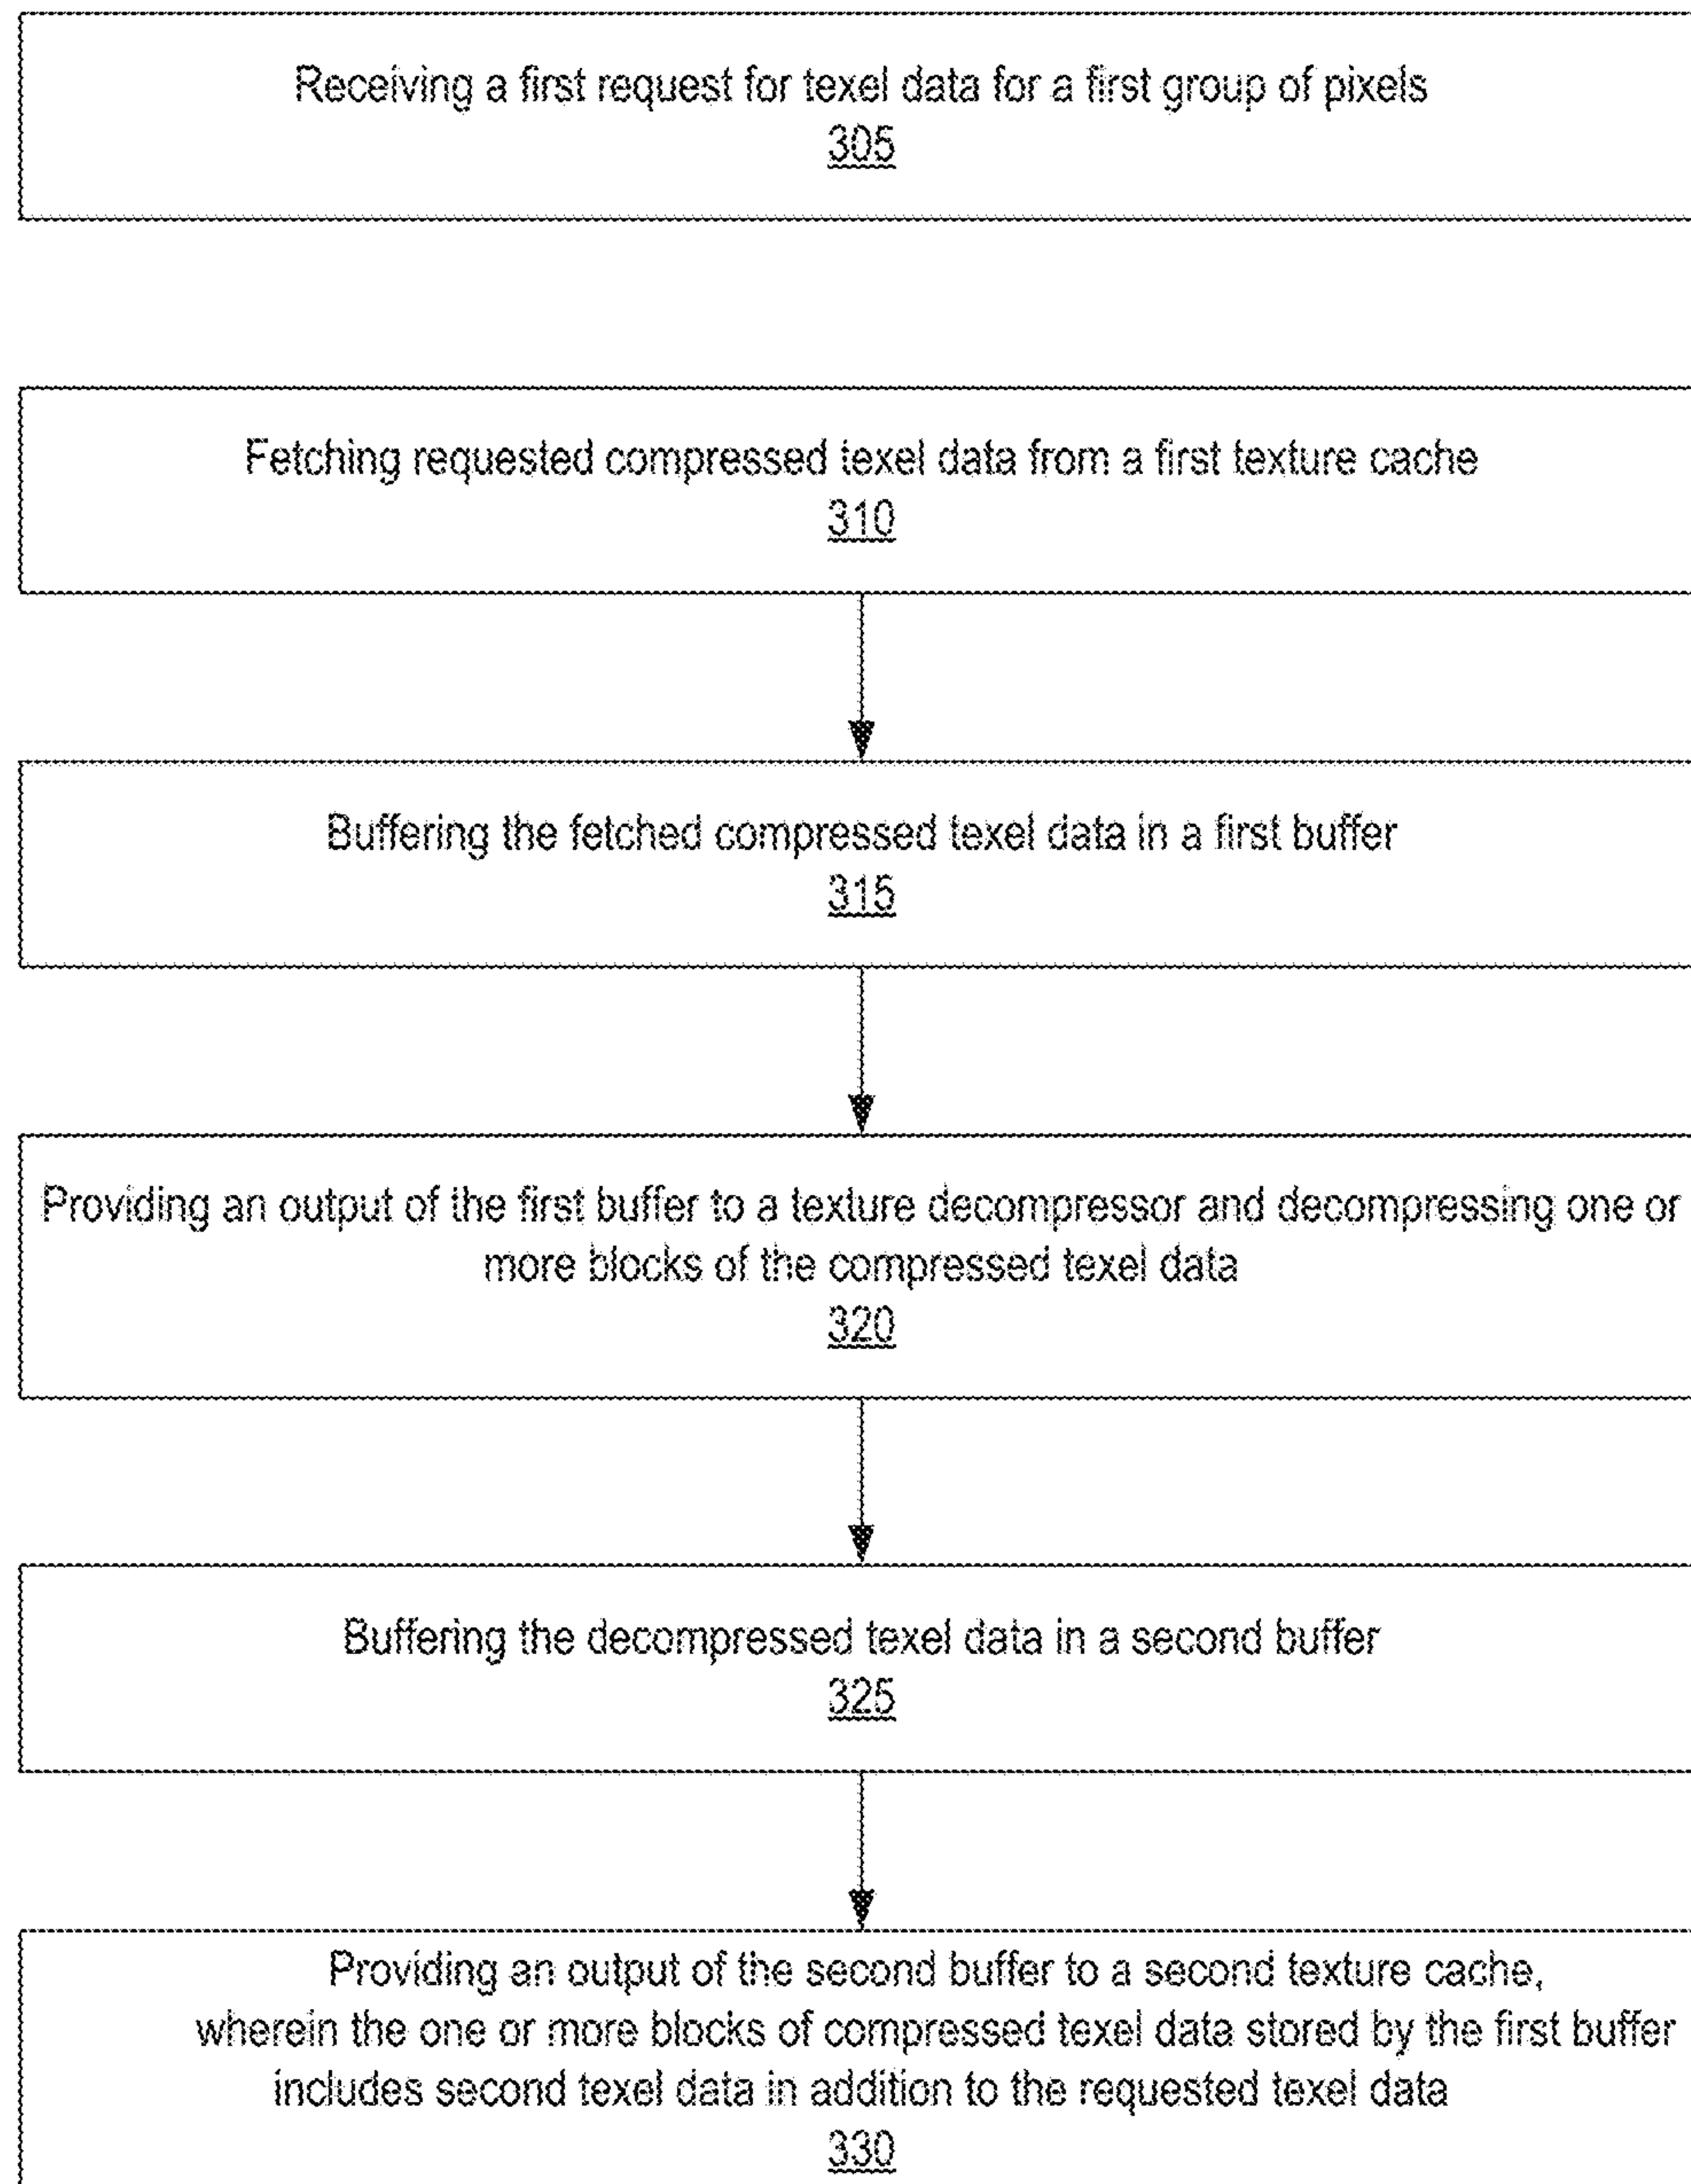 Receiving a first request for texel data for a first group of pixels
305
Fetching requested compressed texel data from a first texture cache
310
Buffering the fetched compressed texel data in a first buffer
315
Providing an output of the first buffer to a texture decompressor and decompressing one or
more blocks of the compressed texel data
320
Buffering the decompressed texel data in a second buffer
325
Providing an output of the second buffer to a second texture cache,
wherein the one or more blocks of compressed texel data stored by the first buffer
includes second texel data in addition to the requested texel data
330